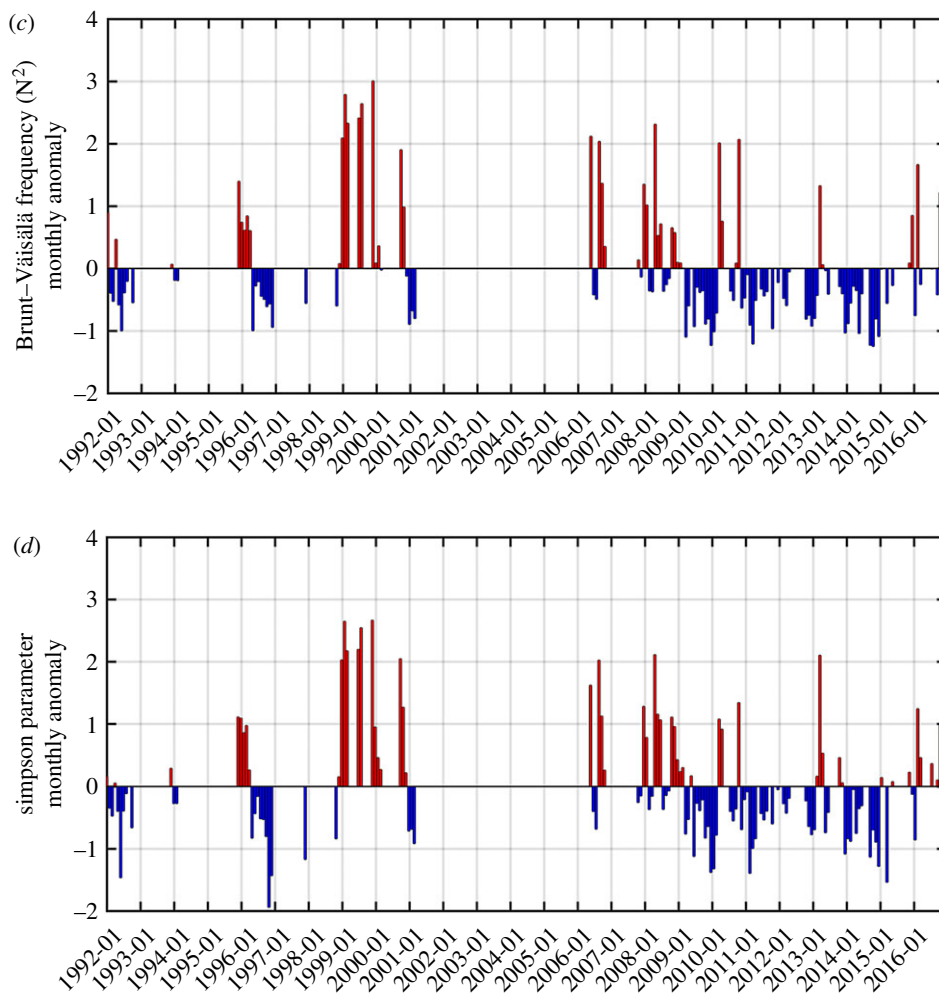 (c)
Brunt–Väisälä frequency (N²)
monthly anomaly
4
3
2
1
0
–1
–2
1992-01 1993-01 1994-01 1995-01 1996-01 1997-01 1998-01 1999-01 2000-01 2001-01 2002-01 2003-01 2004-01 2005-01 2006-01 2007-01 2008-01 2009-01 2010-01 2011-01 2012-01 2013-01 2014-01 2015-01 2016-01
(d)
simpson parameter
monthly anomaly
4
3
2
1
0
–1
–2
1992-01 1993-01 1994-01 1995-01 1996-01 1997-01 1998-01 1999-01 2000-01 2001-01 2002-01 2003-01 2004-01 2005-01 2006-01 2007-01 2008-01 2009-01 2010-01 2011-01 2012-01 2013-01 2014-01 2015-01 2016-01